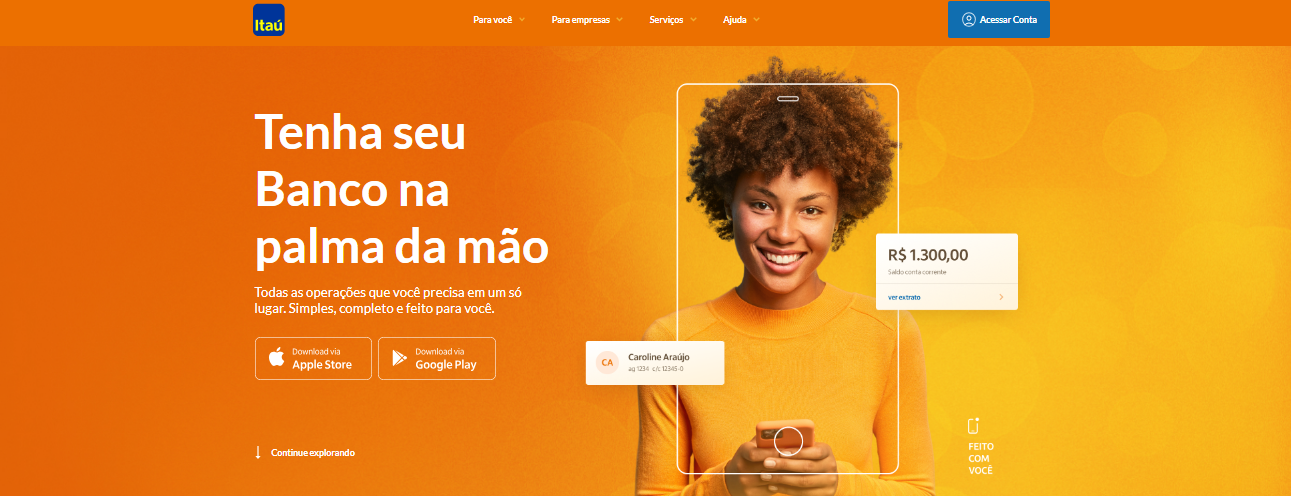 Itaú
Para você
Para empresas
Serviços
Ajuda
Acessar Conta
Tenha seu
Banco na
palma da mão
Todas as operações que você precisa em um só
lugar. Simples, completo e feito para você.
Download via
Apple Store
Download via
Google Play
Continue explorando
R$ 1.300,00
Saldo conta corrente
ver extrato
CA
Caroline Araújo
ag 1234 c/c 12345-0
FEITO
COM
VOCÊ